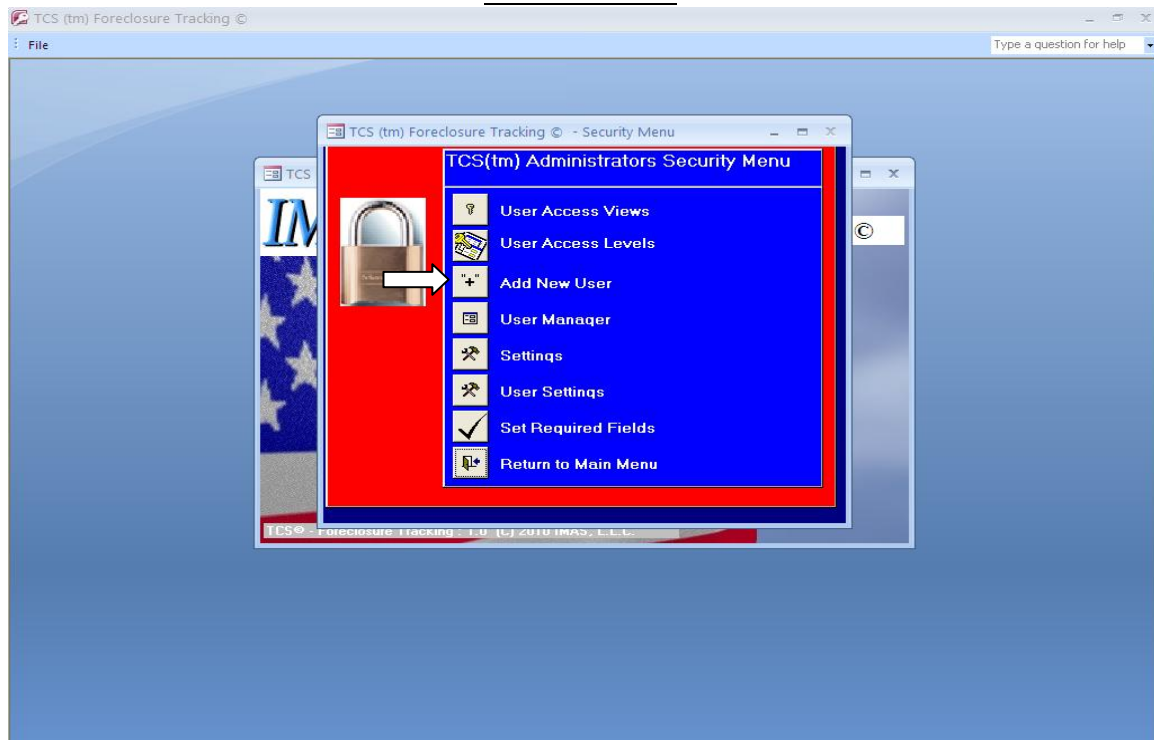 TCS (tm) Foreclosure Tracking ©
File
Type a question for help
TCS (tm) Foreclosure Tracking © - Security Menu
TCS
IM
©
TCS(tm) Administrators Security Menu
User Access Views
User Access Levels
"+" Add New User
User Manager
Settings
User Settings
Set Required Fields
Return to Main Menu
TCS© - Foreclosure Tracking : 1.0 (C) 2010 IMAS, L.L.C.